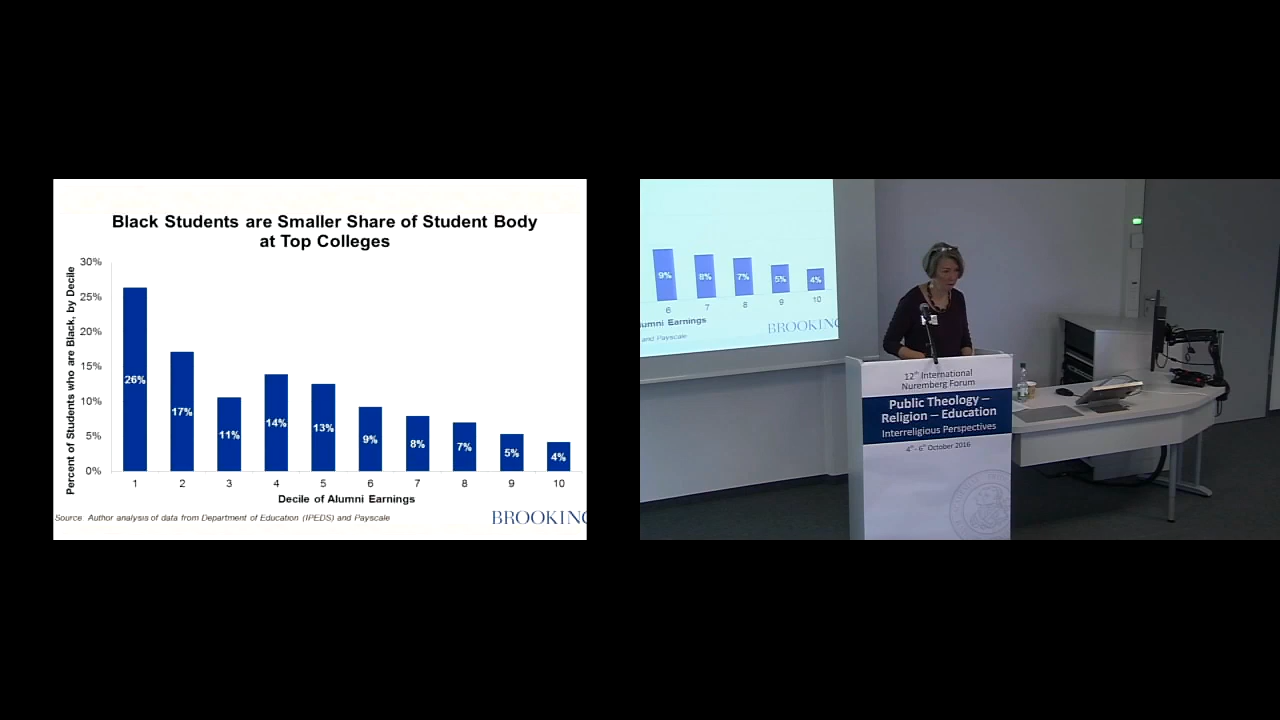 Black Students are Smaller Share of Student Body
at Top Colleges
Percent of Students who are Black, by Decile
30%
25%
20%
15%
10%
5%
0%
26%
17%
11%
14%
13%
9%
8%
7%
5%
4%
1 2 3 4 5 6 7 8 9 10
Decile of Alumni Earnings
Source: Author analysis of data from Department of Education (IPEDS) and Payscale
BROOKING
9%
8%
7%
5%
4%
6 7 8 9 10
lumni Earnings
and Payscale
BROOKING
12th International
Nuremberg Forum
Public Theology –
Religion – Education
Interreligious Perspectives
4th - 6th October 2016